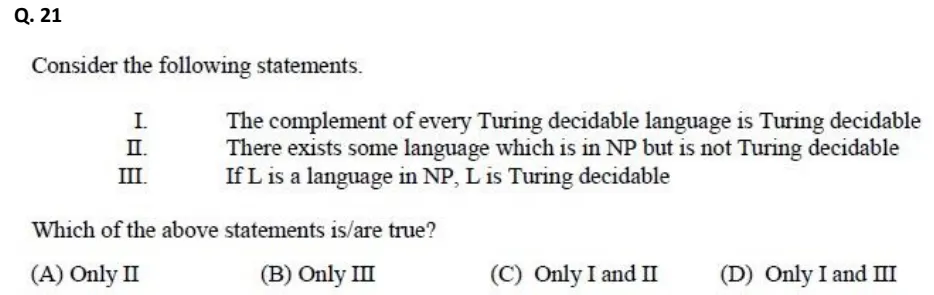 Q. 21
Consider the following statements.
I. The complement of every Turing decidable language is Turing decidable
II. There exists some language which is in NP but is not Turing decidable
III. If L is a language in NP, L is Turing decidable
Which of the above statements is/are true?
(A) Only II (B) Only III (C) Only I and II (D) Only I and III